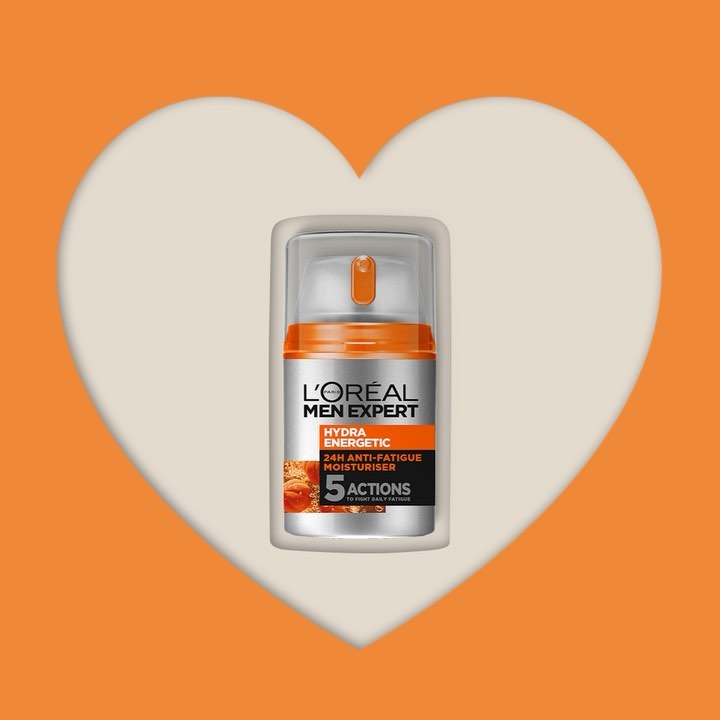 L'ORÉAL
PARIS
MEN EXPERT
HYDRA
ENERGETIC
24H ANTI-FATIGUE
MOISTURISER
5 ACTIONS
TO FIGHT DAILY FATIGUE